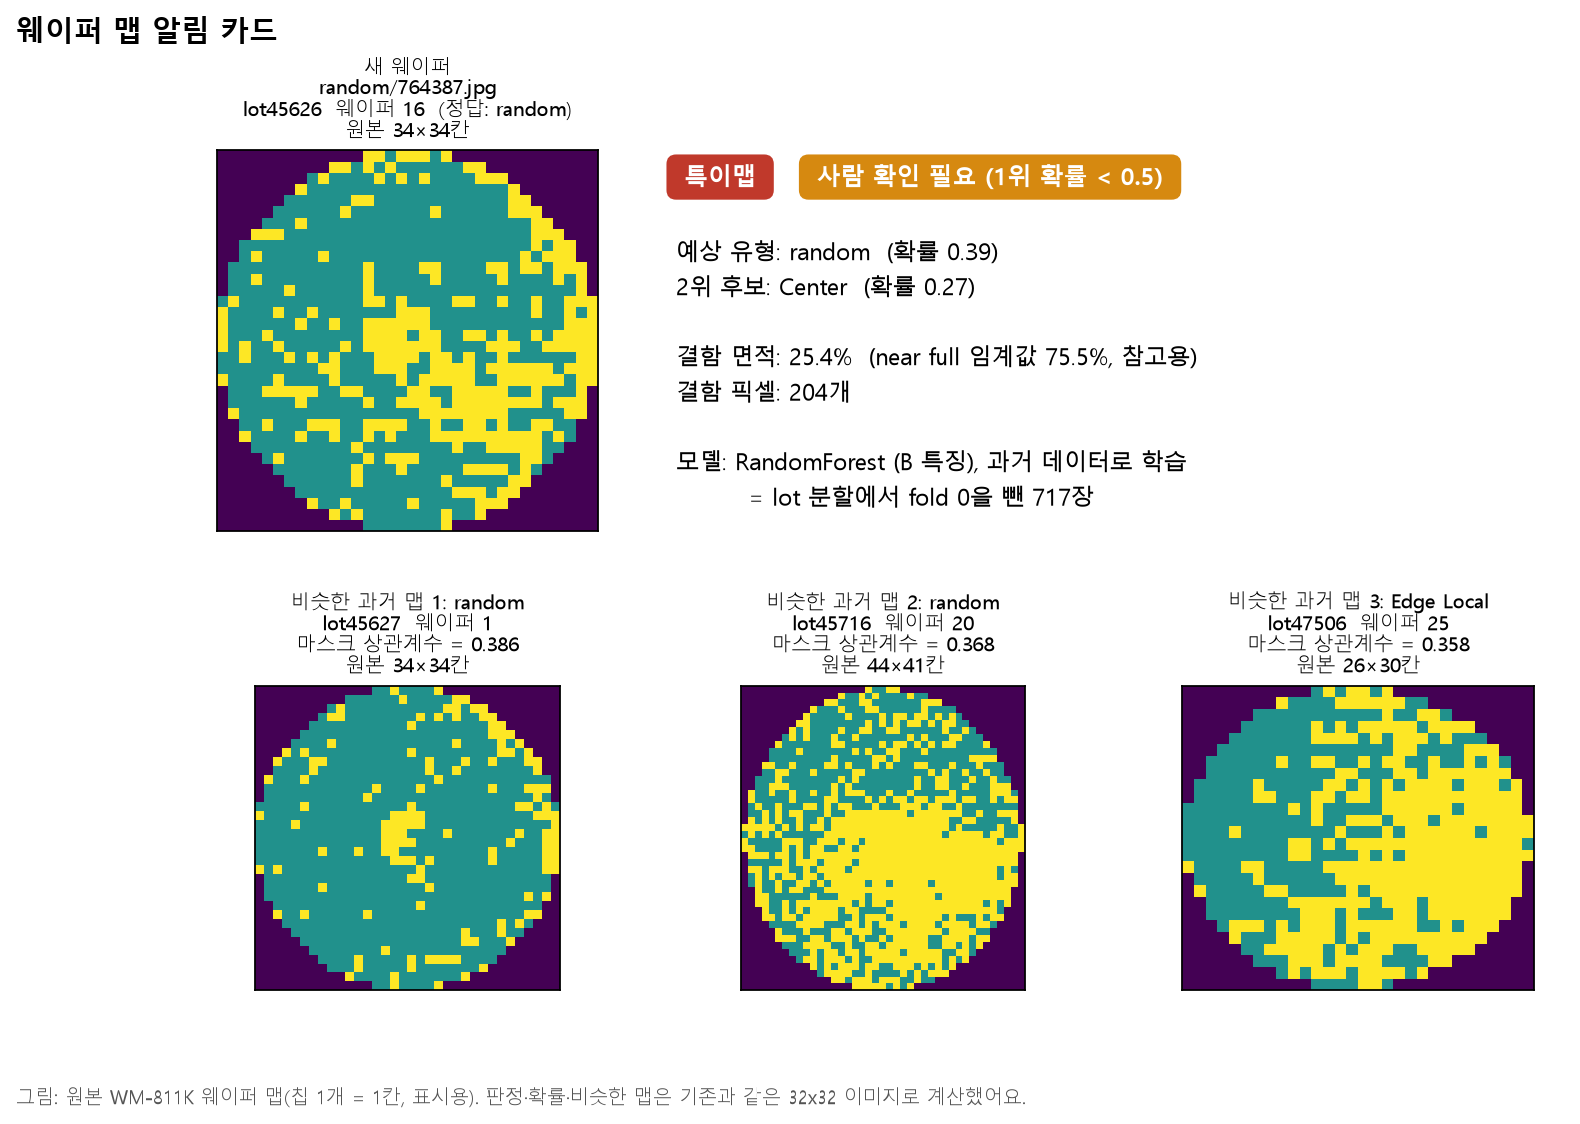 웨이퍼 맵 알림 카드
새 웨이퍼
random/764387.jpg
lot45626 웨이퍼 16 (정답: random)
원본 34×34칸
특이맵
사람 확인 필요 (1위 확률 < 0.5)
예상 유형: random (확률 0.39)
2위 후보: Center (확률 0.27)
결함 면적: 25.4% (near full 임계값 75.5%, 참고용)
결함 픽셀: 204개
모델: RandomForest (B 특징), 과거 데이터로 학습
= lot 분할에서 fold 0을 뺀 717장
비슷한 과거 맵 1: random
lot45627 웨이퍼 1
마스크 상관계수 = 0.386
원본 34×34칸
비슷한 과거 맵 2: random
lot45716 웨이퍼 20
마스크 상관계수 = 0.368
원본 44×41칸
비슷한 과거 맵 3: Edge Local
lot47506 웨이퍼 25
마스크 상관계수 = 0.358
원본 26×30칸
그림: 원본 WM-811K 웨이퍼 맵(칩 1개 = 1칸, 표시용). 판정·확률·비슷한 맵은 기존과 같은 32x32 이미지로 계산했어요.